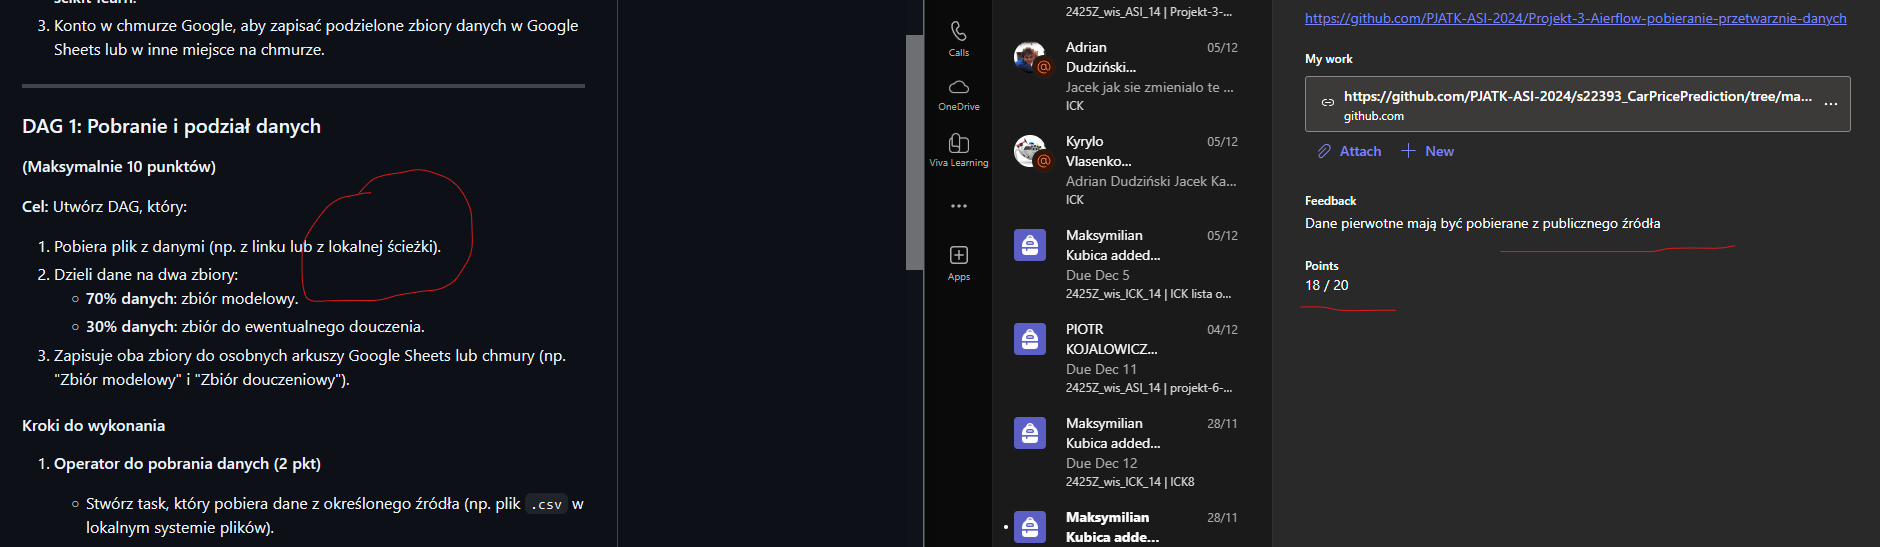 scikit-learn.
3. Konto w chmurze Google, aby zapisać podzielone zbiory danych w Google
Sheets lub w inne miejsce na chmurze.
DAG 1: Pobranie i podział danych
(Maksymalnie 10 punktów)
Cel: Utwórz DAG, który:
1. Pobiera plik z danymi (np. z linku lub z lokalnej ścieżki).
2. Dzieli dane na dwa zbiory:
70% danych: zbiór modelowy.
30% danych: zbiór do ewentualnego douczenia.
3. Zapisuje oba zbiory do osobnych arkuszy Google Sheets lub chmury (np.
"Zbiór modelowy" i "Zbiór douczeniowy").
Kroki do wykonania
1. Operator do pobrania danych (2 pkt)
Stwórz task, który pobiera dane z określonego źródła (np. plik .csv w
lokalnym systemie plików).
Calls
OneDrive
Viva Learning
Apps
2425Z_wis_ASI_14 | Projekt-3-...
Adrian 05/12
Dudziński...
Jacek jak sie zmienialo te ...
ICK
Kyrylo 05/12
Vlasenko...
Adrian Dudziński Jacek Ka...
ICK
Maksymilian 05/12
Kubica added...
Due Dec 5
2425Z_wis_ICK_14 | ICK lista o...
PIOTR 04/12
KOJALOWICZ...
Due Dec 11
2425Z_wis_ASI_14 | projekt-6-...
Maksymilian 28/11
Kubica added...
Due Dec 12
2425Z_wis_ICK_14 | ICK8
Maksymilian 28/11
Kubica adde...
https://github.com/PJATK-ASI-2024/Projekt-3-Aierflow-pobieranie-przetwarznie-danych
My work
https://github.com/PJATK-ASI-2024/s22393_CarPricePrediction/tree/ma... ...
github.com
Attach New
Feedback
Dane pierwotne mają być pobierane z publicznego źródła
Points
18 / 20